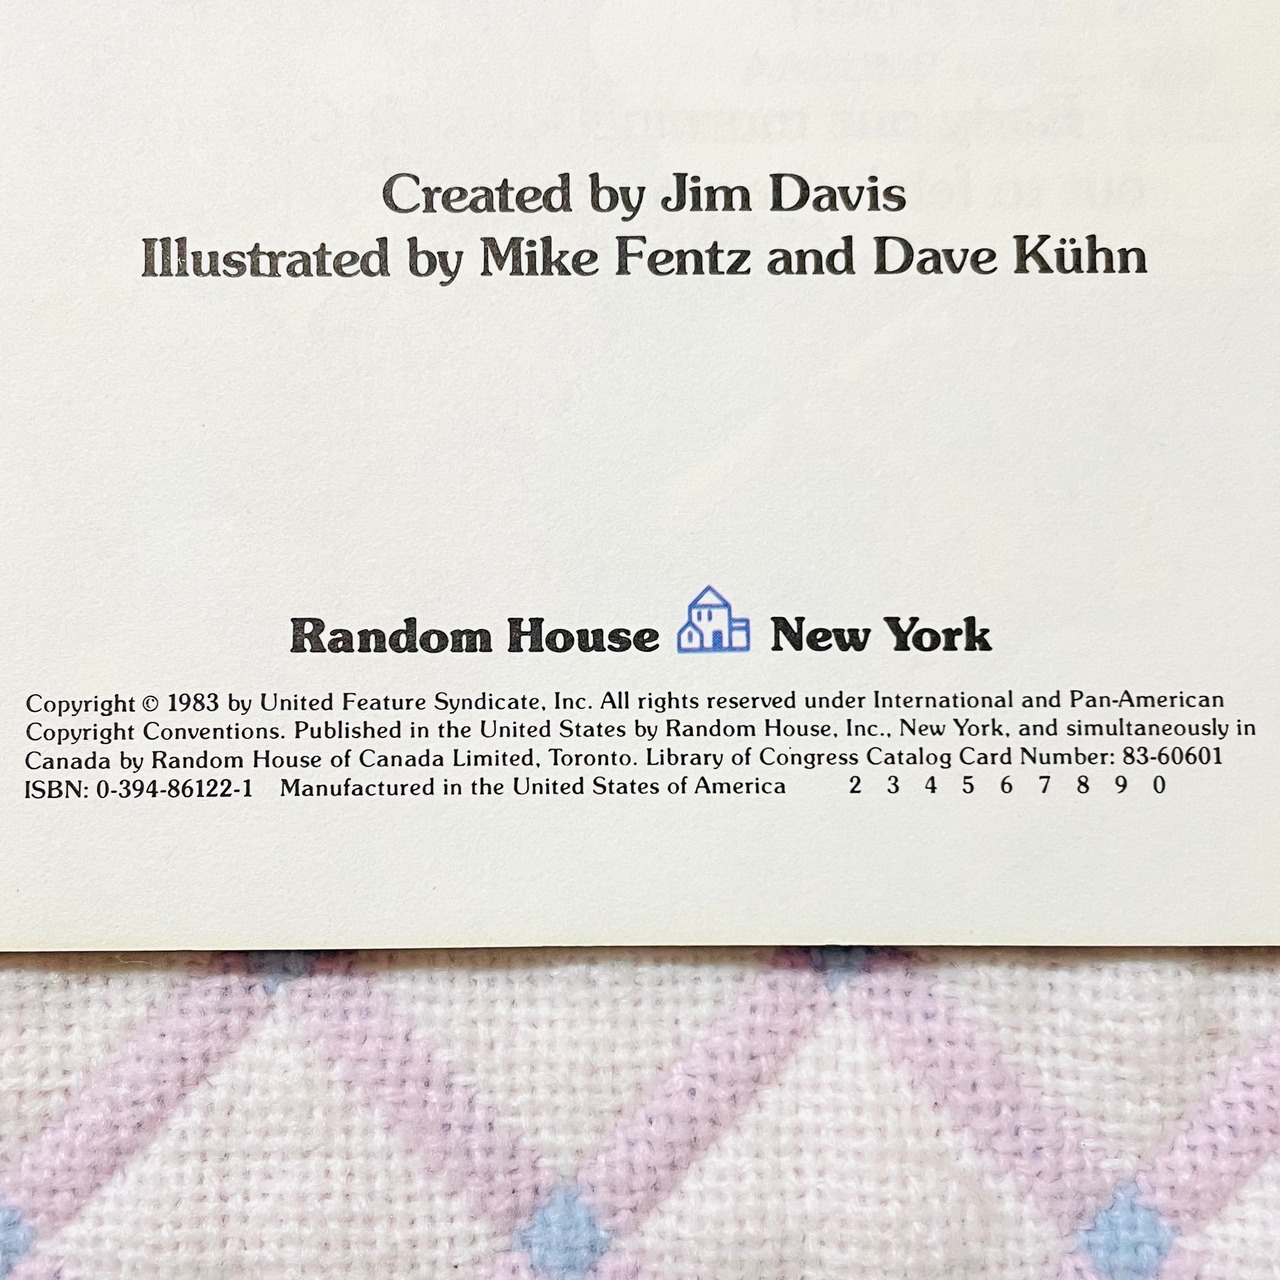 Created by Jim Davis
Illustrated by Mike Fentz and Dave Kühn
Random House New York
Copyright © 1983 by United Feature Syndicate, Inc. All rights reserved under International and Pan-American
Copyright Conventions. Published in the United States by Random House, Inc., New York, and simultaneously in
Canada by Random House of Canada Limited, Toronto. Library of Congress Catalog Card Number: 83-60601
ISBN: 0-394-86122-1 Manufactured in the United States of America 2 3 4 5 6 7 8 9 0